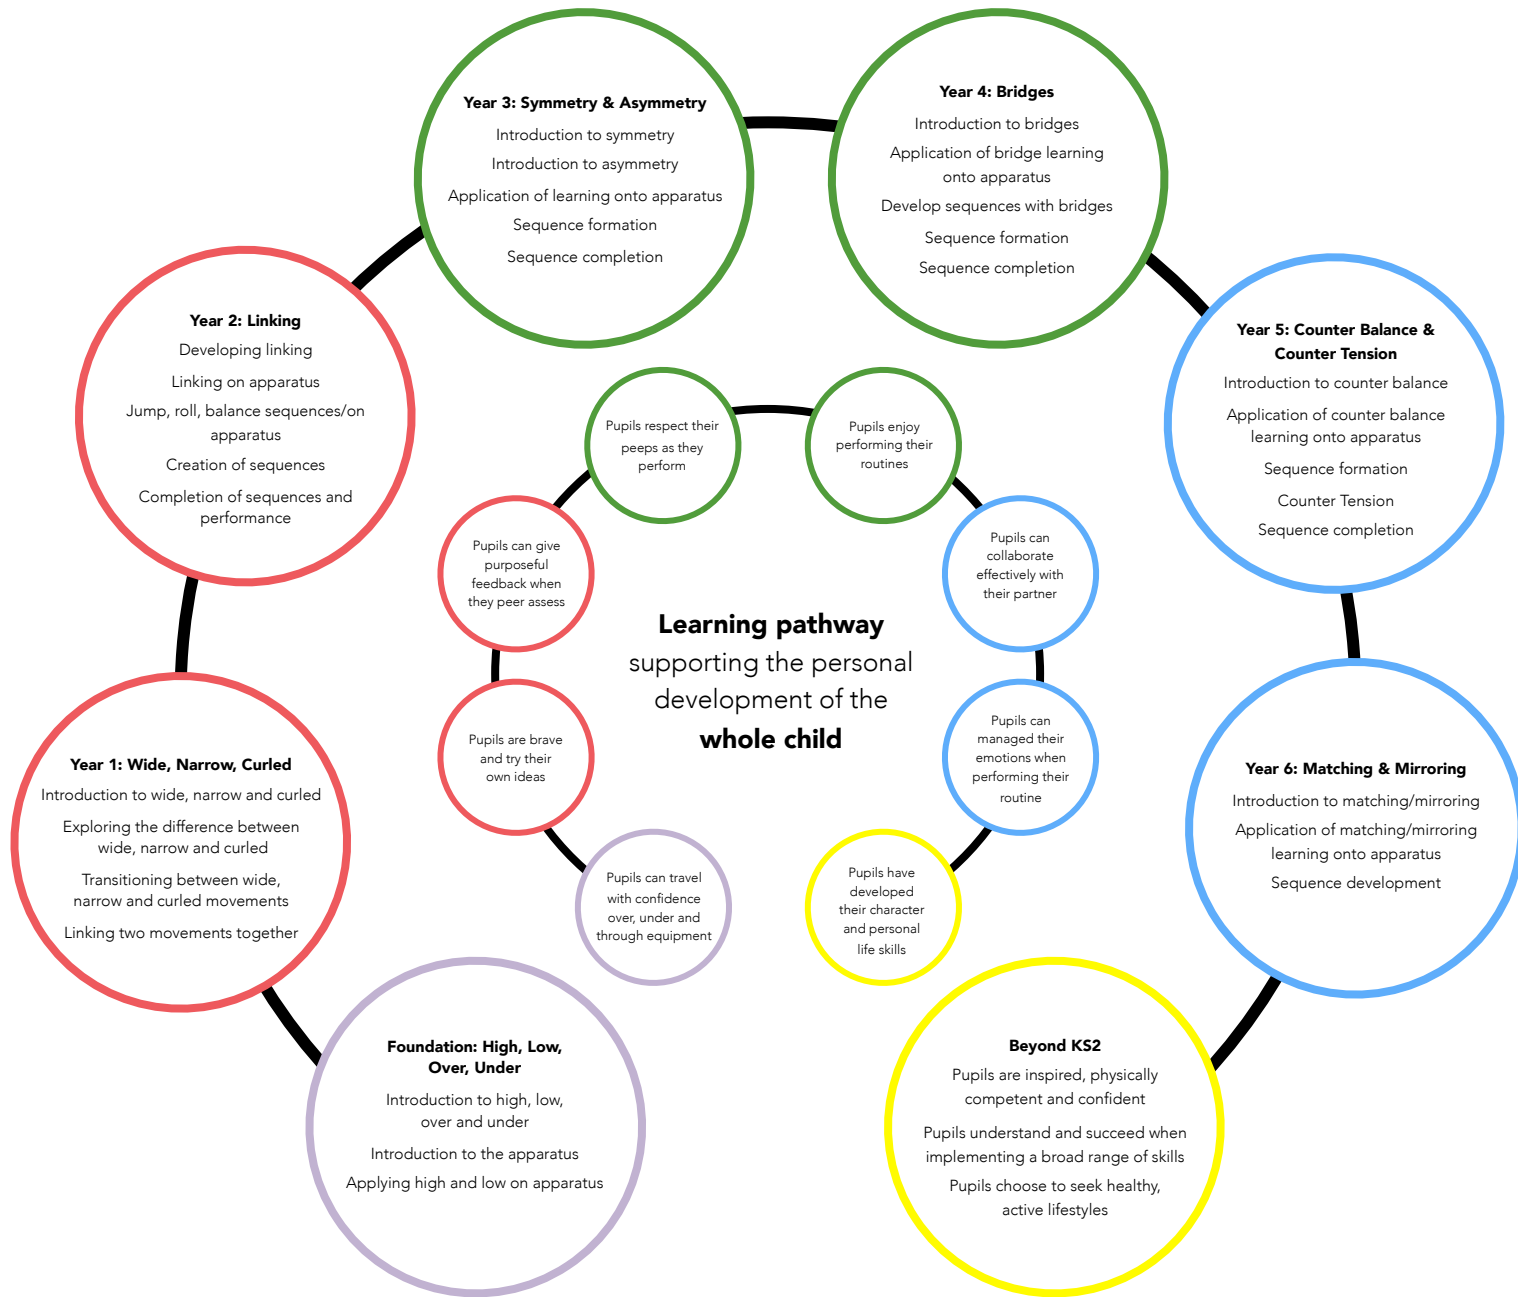 Year 3: Symmetry & Asymmetry
Introduction to symmetry
Introduction to asymmetry
Application of learning onto apparatus
Sequence formation
Sequence completion
Year 4: Bridges
Introduction to bridges
Application of bridge learning
onto apparatus
Develop sequences with bridges
Sequence formation
Sequence completion
Year 2: Linking
Developing linking
Linking on apparatus
Jump, roll, balance sequences/on
apparatus
Creation of sequences
Completion of sequences and
performance
Year 5: Counter Balance &
Counter Tension
Introduction to counter balance
Application of counter balance
learning onto apparatus
Sequence formation
Counter Tension
Sequence completion
Pupils respect their
peeps as they
perform
Pupils enjoy
performing their
routines
Pupils can give
purposeful
feedback when
they peer assess
Pupils can
collaborate
effectively with
their partner
Learning pathway
supporting the personal
development of the
whole child
Pupils are brave
and try their
own ideas
Pupils can
managed their
emotions when
performing their
routine
Year 1: Wide, Narrow, Curled
Introduction to wide, narrow and curled
Exploring the difference between
wide, narrow and curled
Transitioning between wide,
narrow and curled movements
Linking two movements together
Year 6: Matching & Mirroring
Introduction to matching/mirroring
Application of matching/mirroring
learning onto apparatus
Sequence development
Pupils can travel
with confidence
over, under and
through equipment
Pupils have
developed
their character
and personal
life skills
Foundation: High, Low,
Over, Under
Introduction to high, low,
over and under
Introduction to the apparatus
Applying high and low on apparatus
Beyond KS2
Pupils are inspired, physically
competent and confident
Pupils understand and succeed when
implementing a broad range of skills
Pupils choose to seek healthy,
active lifestyles